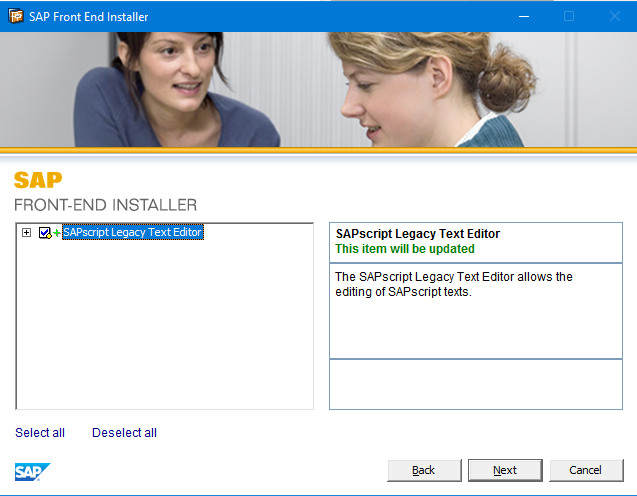 SAP Front End Installer
SAP
FRONT-END INSTALLER
SAPscript Legacy Text Editor
SAPscript Legacy Text Editor
This item will be updated
The SAPscript Legacy Text Editor allows the
editing of SAPscript texts.
Select all Deselect all
SAP
Back Next Cancel